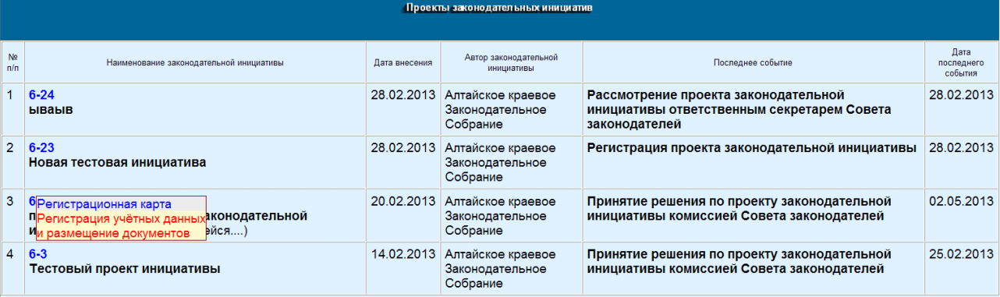 Проекты законодательных инициатив
№ п/п
Наименование законодательной инициативы
Дата внесения
Автор законодательной
инициативы
Последнее событие
Дата
последнего
события
1
6-24
ываыв
28.02.2013
Алтайское краевое
Законодательное
Собрание
Рассмотрение проекта законодательной
инициативы ответственным секретарем Совета
законодателей
28.02.2013
2
6-23
Новая тестовая инициатива
28.02.2013
Алтайское краевое
Законодательное
Собрание
Регистрация проекта законодательной инициативы
28.02.2013
3
Регистрационная карта
Регистрация учётных данных
и размещение документов
аконодательной
ейся....)
20.02.2013
Алтайское краевое
Законодательное
Собрание
Принятие решения по проекту законодательной
инициативы комиссией Совета законодателей
02.05.2013
4
6-3
Тестовый проект инициативы
14.02.2013
Алтайское краевое
Законодательное
Собрание
Принятие решения по проекту законодательной
инициативы комиссией Совета законодателей
25.02.2013